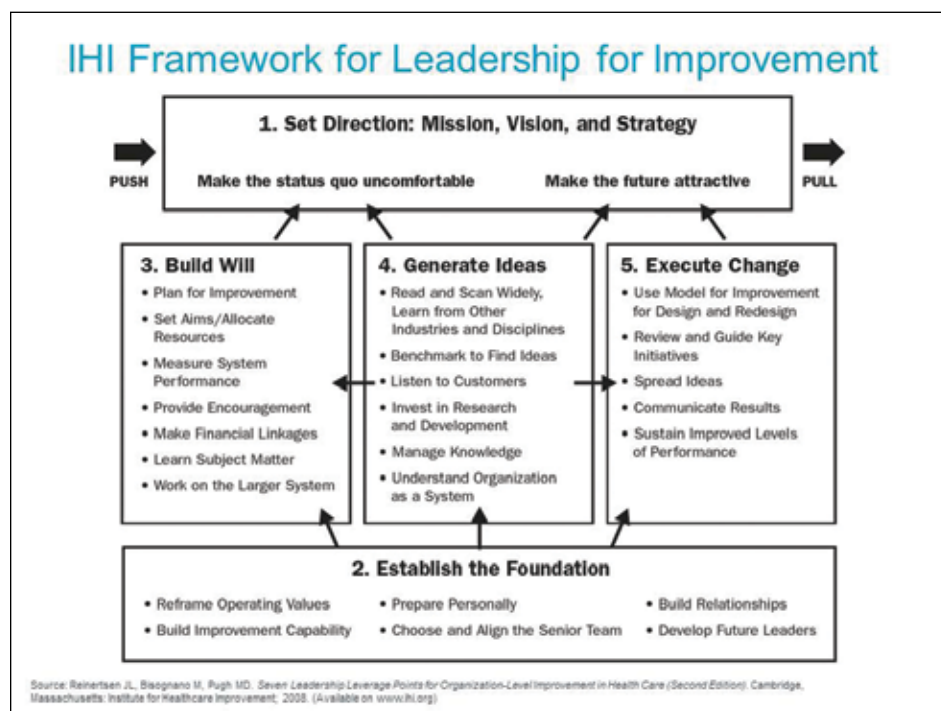 IHI Framework for Leadership for Improvement
1. Set Direction: Mission, Vision, and Strategy
PUSH
Make the status quo uncomfortable
Make the future attractive
PULL
3. Build Will
• Plan for Improvement
• Set Aims/Allocate
Resources
• Measure System
Performance
• Provide Encouragement
• Make Financial Linkages
• Learn Subject Matter
• Work on the Larger System
4. Generate Ideas
• Read and Scan Widely,
Learn from Other
Industries and Disciplines
• Benchmark to Find Ideas
• Listen to Customers
• Invest in Research
and Development
• Manage Knowledge
• Understand Organization
as a System
5. Execute Change
• Use Model for Improvement
for Design and Redesign
• Review and Guide Key
Initiatives
• Spread Ideas
• Communicate Results
• Sustain Improved Levels
of Performance
2. Establish the Foundation
• Reframe Operating Values
• Build Improvement Capability
• Prepare Personally
• Choose and Align the Senior Team
• Build Relationships
• Develop Future Leaders
Source: Reinertsen JL, Bisognano M, Pugh MD. Seven Leadership Leverage Points for Organization-Level Improvement in Health Care (Second Edition). Cambridge,
Massachusetts: Institute for Healthcare Improvement; 2008. (Available on www.ihi.org)